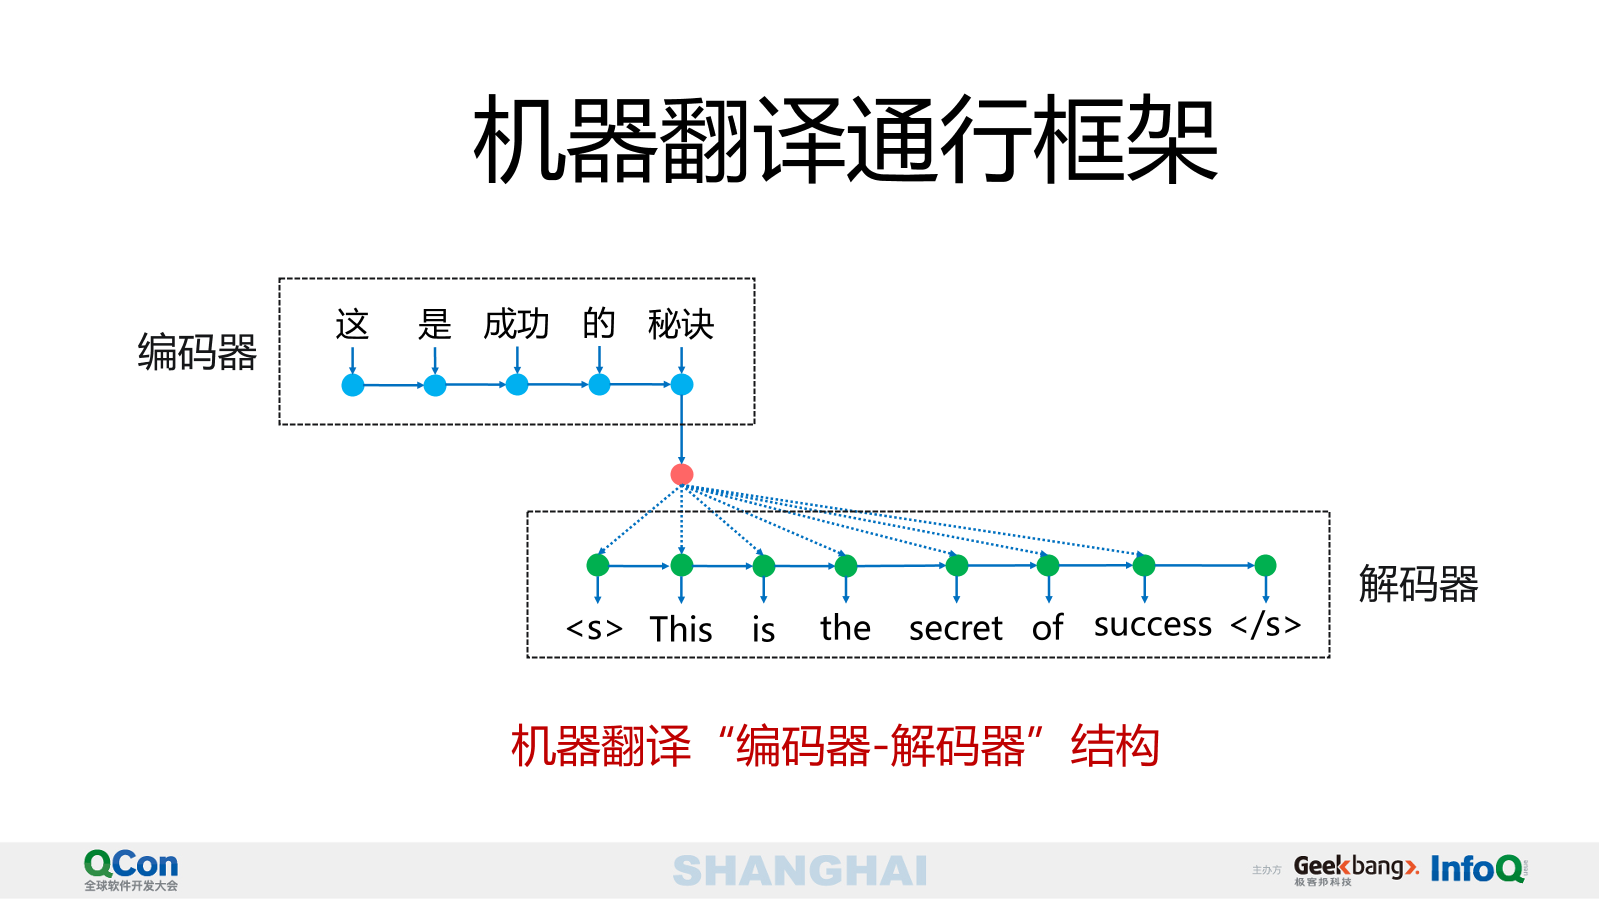 机器翻译通行框架
这 是 成功 的 秘诀
编码器
解码器
<s> This is the secret of success </s>
机器翻译“编码器-解码器”结构
QCon
全球软件开发大会
SHANGHAI
主办方
Geekbang>.
极客邦科技
InfoQ